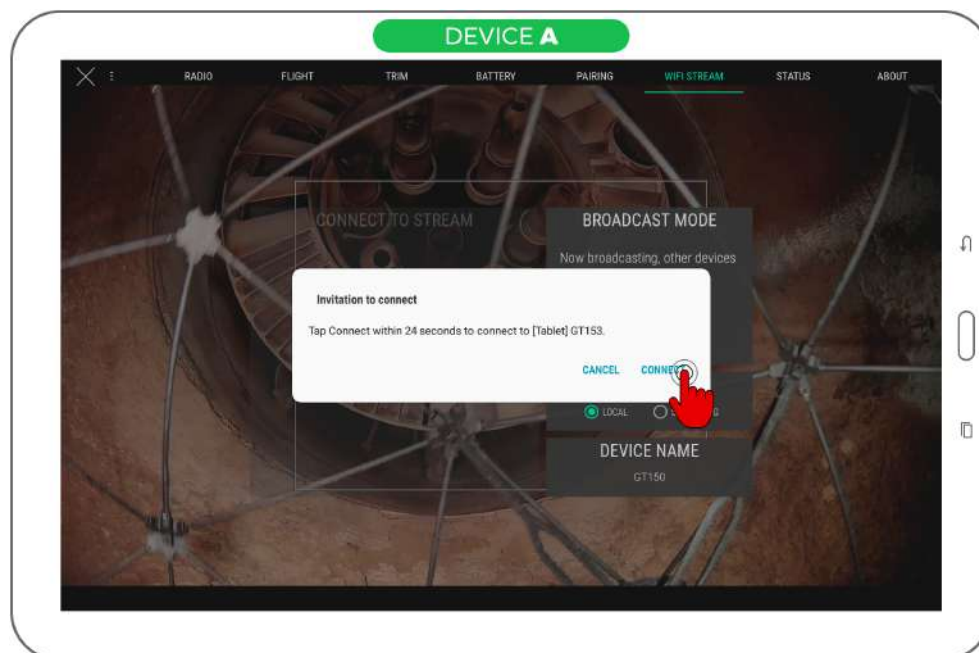 DEVICE A
RADIO FLIGHT TRIM BATTERY PAIRING WIFI STREAM STATUS ABOUT
CONNECT TO STREAM
BROADCAST MODE
Now broadcasting, other devices
Invitation to connect
Tap Connect within 24 seconds to connect to [Tablet] GT153.
CANCEL CONNECT
LOCAL
DEVICE NAME
GT150